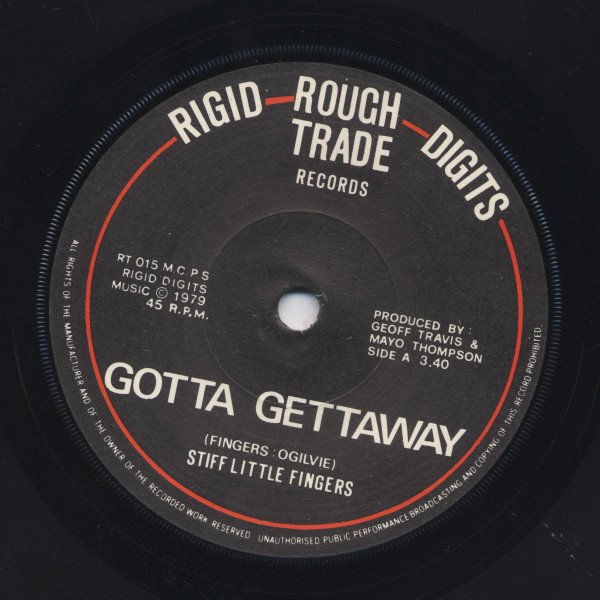 RIGID ROUGH DIGITS
TRADE
RECORDS
RT 015 M.C.P.S
RIGID DIGITS
MUSIC © 1979
45 R.P.M.
PRODUCED BY:
GEOFF TRAVIS &
MAYO THOMPSON
SIDE A 3.40
GOTTA GETTAWAY
(FINGERS : OGILVIE)
STIFF LITTLE FINGERS
ALL RIGHTS OF THE MANUFACTURER AND OF THE OWNER OF THE RECORDED WORK RESERVED. UNAUTHORISED PUBLIC PERFORMANCE BROADCASTING AND COPYING OF THIS RECORD PROHIBITED.